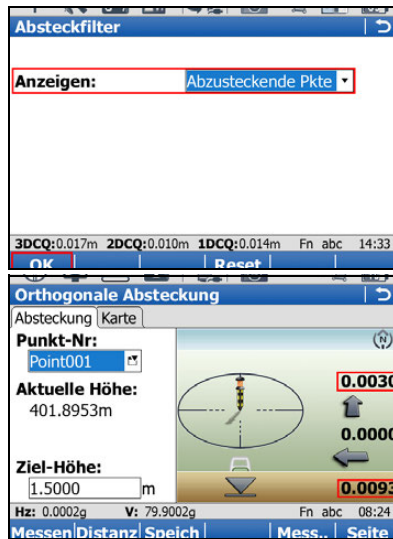 Absteckfilter
Anzeigen: Abzusteckende Pkte
3DCQ:0.017m 2DCQ:0.010m 1DCQ:0.014m Fn abc 14:33
OK Reset
Orthogonale Absteckung
Absteckung Karte
Punkt-Nr:
Point001
N
0.0030
Aktuelle Höhe:
401.8953m
0.0000
Ziel-Höhe:
1.5000 m
0.0093
Hz: 0.0002g V: 79.9002g Fn abc 08:24
Messen Distanz Speich Mess.. Seite